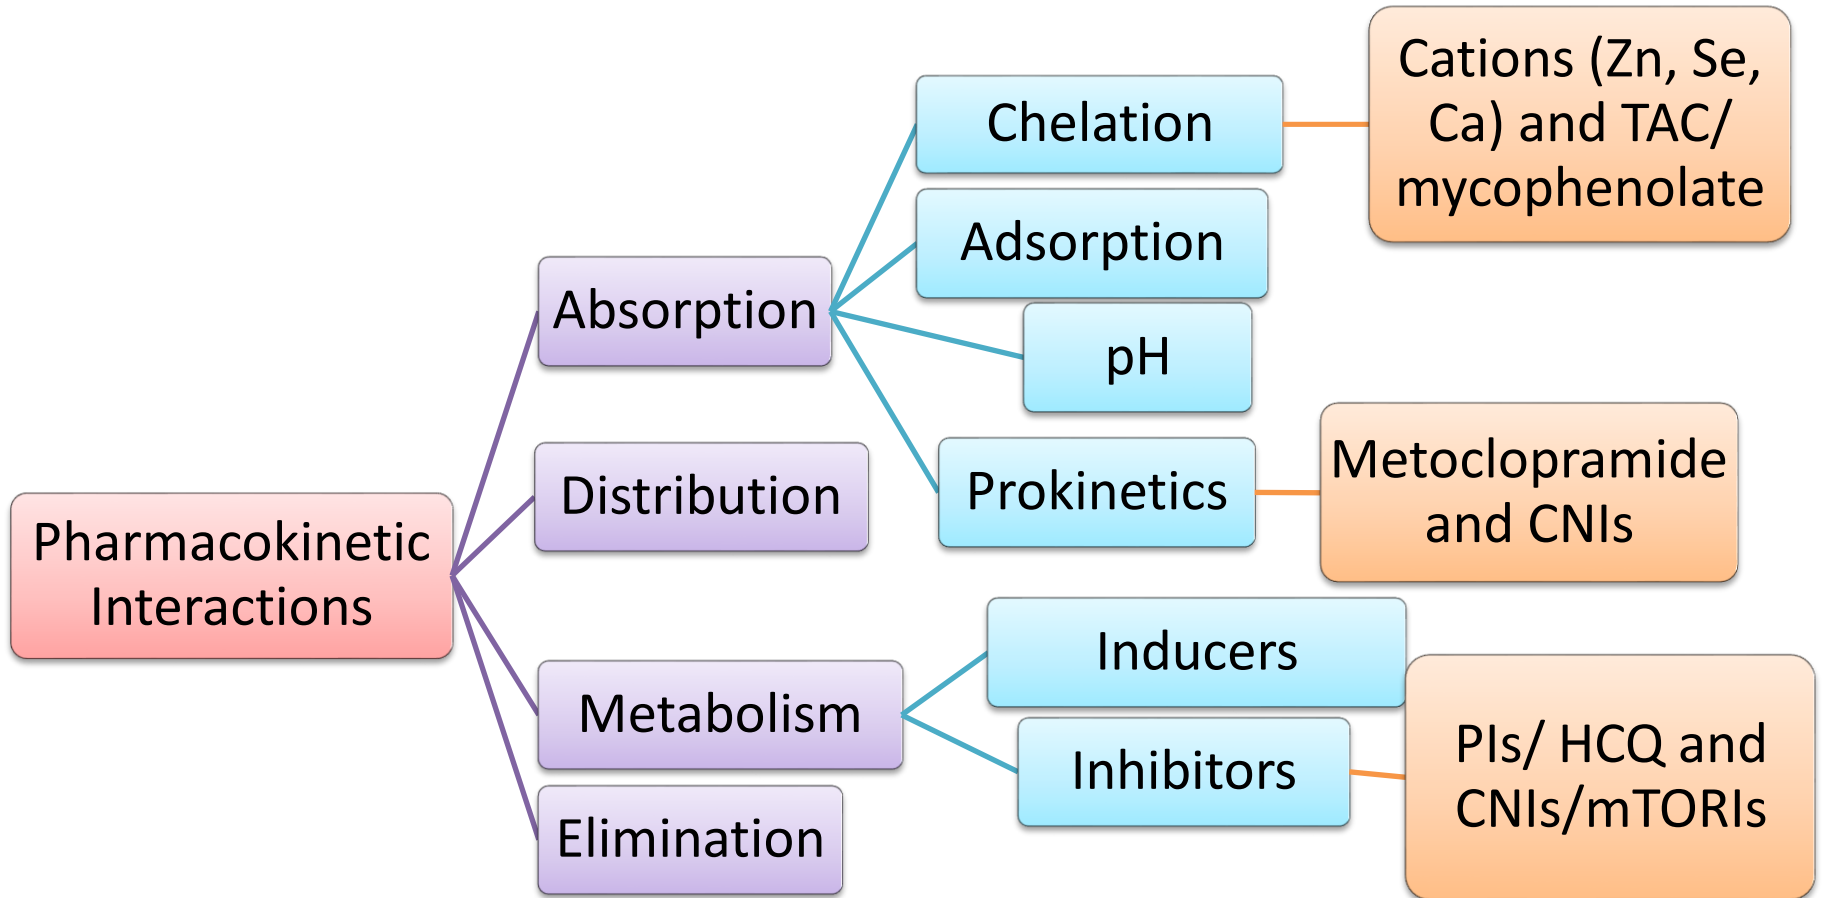 Pharmacokinetic
Interactions
Absorption
Distribution
Metabolism
Elimination
Chelation
Adsorption
pH
Prokinetics
Inducers
Inhibitors
Cations (Zn, Se,
Ca) and TAC/
mycophenolate
Metoclopramide
and CNIs
PIs/ HCQ and
CNIs/mTORIs